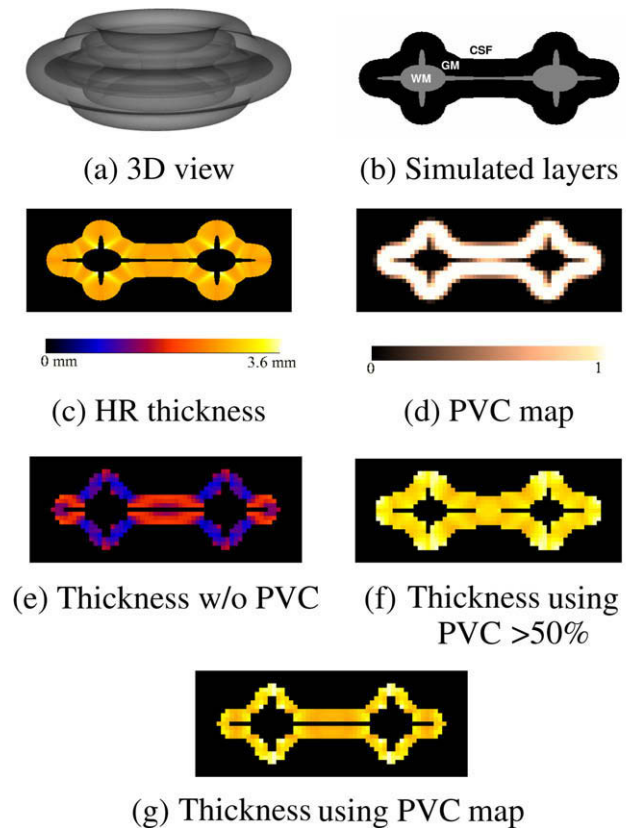 (a) 3D view
CSF
GM
WM
(b) Simulated layers
0 mm
3.6 mm
(c) HR thickness
0
1
(d) PVC map
(e) Thickness w/o PVC
(f) Thickness using
PVC >50%
(g) Thickness using PVC map